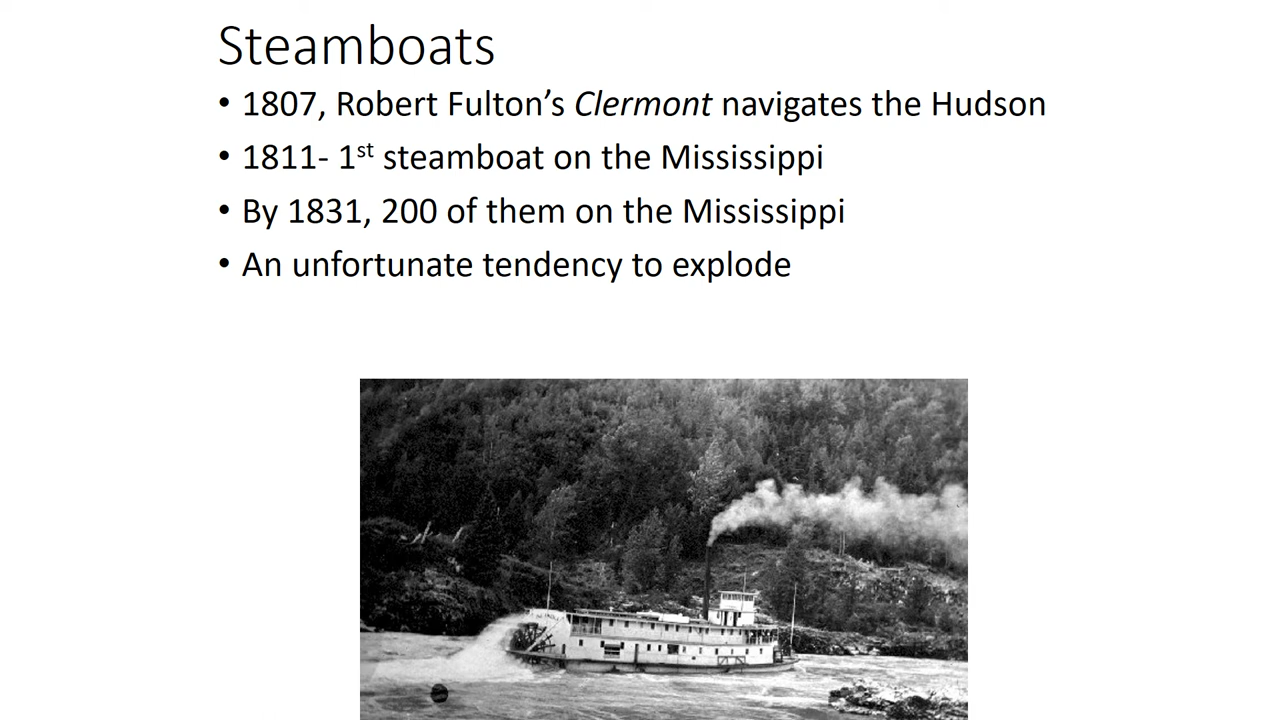 Steamboats
• 1807, Robert Fulton’s Clermont navigates the Hudson
• 1811- 1st steamboat on the Mississippi
• By 1831, 200 of them on the Mississippi
• An unfortunate tendency to explode